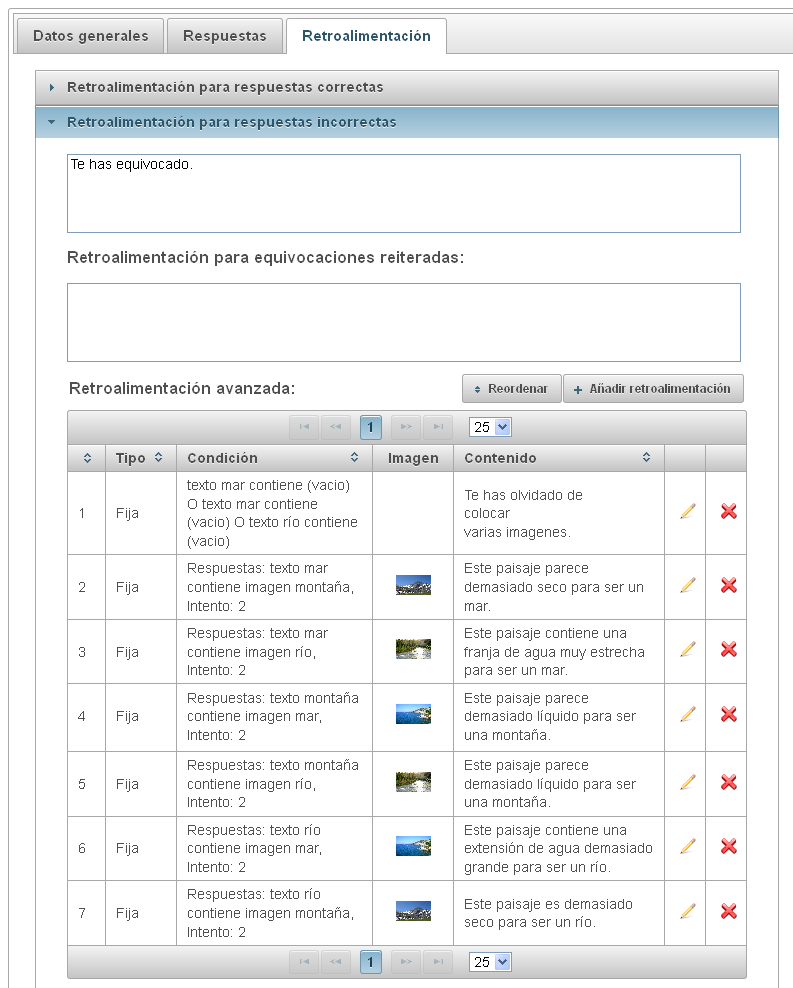 Datos generales
Respuestas
Retroalimentación
Retroalimentación para respuestas correctas
Retroalimentación para respuestas incorrectas
Te has equivocado.
Retroalimentación para equivocaciones reiteradas:
Retroalimentación avanzada:
Reordenar
Añadir retroalimentación
1
25
Tipo
Condición
Imagen
Contenido
1
Fija
texto mar contiene (vacio)
O texto mar contiene
(vacio) O texto río contiene
(vacio)
Te has olvidado de
colocar
varias imagenes.
2
Fija
Respuestas: texto mar
contiene imagen montaña,
Intento: 2
Este paisaje parece
demasiado seco para ser un
mar.
3
Fija
Respuestas: texto mar
contiene imagen río,
Intento: 2
Este paisaje contiene una
franja de agua muy estrecha
para ser un mar.
4
Fija
Respuestas: texto montaña
contiene imagen mar,
Intento: 2
Este paisaje parece
demasiado líquido para ser
una montaña.
5
Fija
Respuestas: texto montaña
contiene imagen río,
Intento: 2
Este paisaje parece
demasiado líquido para ser
una montaña.
6
Fija
Respuestas: texto río
contiene imagen mar,
Intento: 2
Este paisaje contiene una
extensión de agua demasiado
grande para ser un río.
7
Fija
Respuestas: texto río
contiene imagen montaña,
Intento: 2
Este paisaje es demasiado
seco para ser un río.
1
25